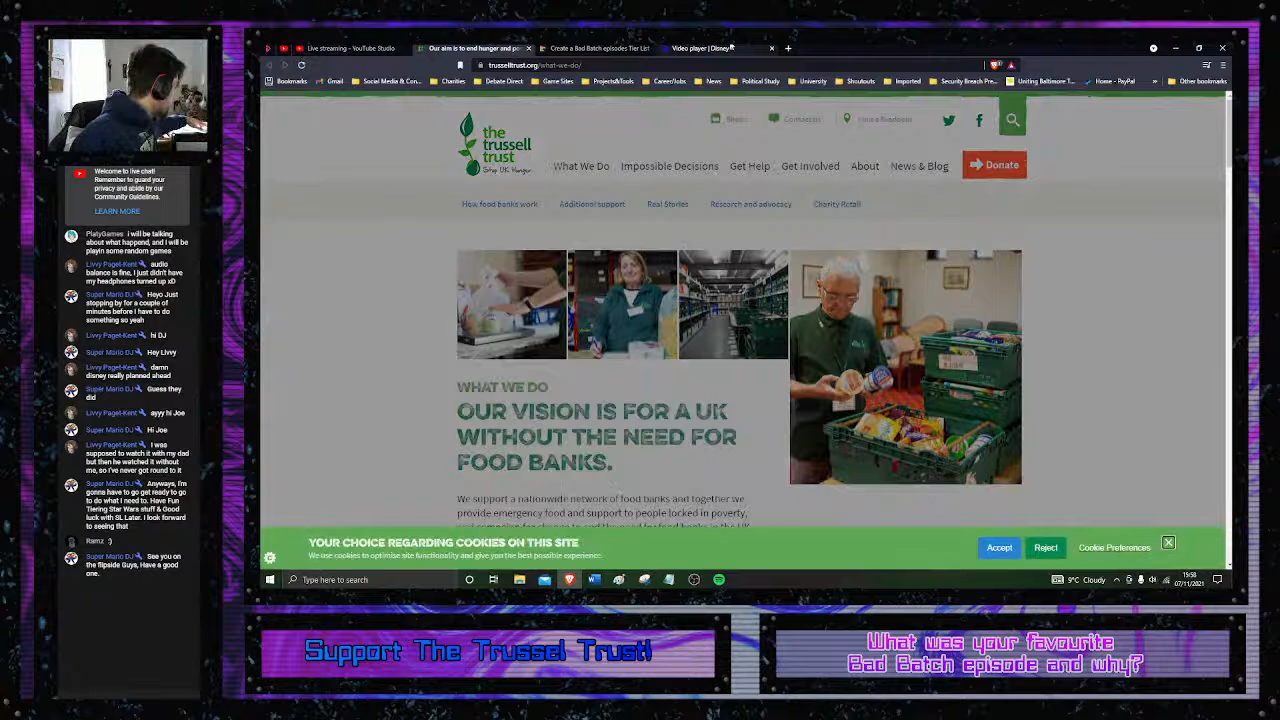 Live streaming - YouTube Studio
Our aim is to end hunger and po
Create a Bad Batch episodes Tier List
Video player | Disney
trusselltrust.org/what-we-do/
Bookmarks
Gmail
Social Media & Con...
Charities
Debate Direct
Game Sites
Projects/Tools
Career/Jobs
News
Political Study
University
Shoutouts
Imported
Security Breach Pre...
Uniting Baltimore T...
Home - PayPal
Other bookmarks
Welcome to live chat!
Remember to guard your
privacy and abide by our
Community Guidelines.
LEARN MORE
PlatyGames i will be talking
about what happend, and I will be
playin some random games
Livvy Paget-Kent audio
balance is fine, I just didn't have
my headphones turned up xD
Super Mario DJ Heyo Just
stopping by for a couple of
minutes before I have to do
something so yeah
Livvy Paget-Kent hi DJ
Super Mario DJ Hey Livvy
Livvy Paget-Kent damn
disney really planned ahead
Super Mario DJ Guess they
did
Livvy Paget-Kent ayyy hi Joe
Super Mario DJ Hi Joe
Livvy Paget-Kent I was
supposed to watch it with my dad
but then he watched it without
me, so i've never got round to it
Super Mario DJ Anyways, I'm
gonna have to go get ready to go
to do what I need to. Have Fun
Tiering Star Wars stuff & Good
luck with SL Later. I look forward
to seeing that
Ramz :)
Super Mario DJ See you on
the flipside Guys, Have a good
one.
the
trussell
trust
Stop UK Hunger
Contact us
What We Do
Impossible Decisions
Get Help
Get Involved
About
News & Blog
Donate
How food banks work
Additional support
Real Stories
Research and advocacy
Charity Retail
WHAT WE DO
OUR VISION IS FOR A UK
WITHOUT THE NEED FOR
FOOD BANKS.
We support a nationwide network of food banks and together we
provide emergency food and support to people locked in poverty,
YOUR CHOICE REGARDING COOKIES ON THIS SITE
We use cookies to optimise site functionality and give you the best possible experience.
Accept
Reject
Cookie Preferences
Type here to search
9°C Cloudy
15:58
07/11/2021
Support The Trussel Trust!
What was your favourite
Bad Batch episode and why?